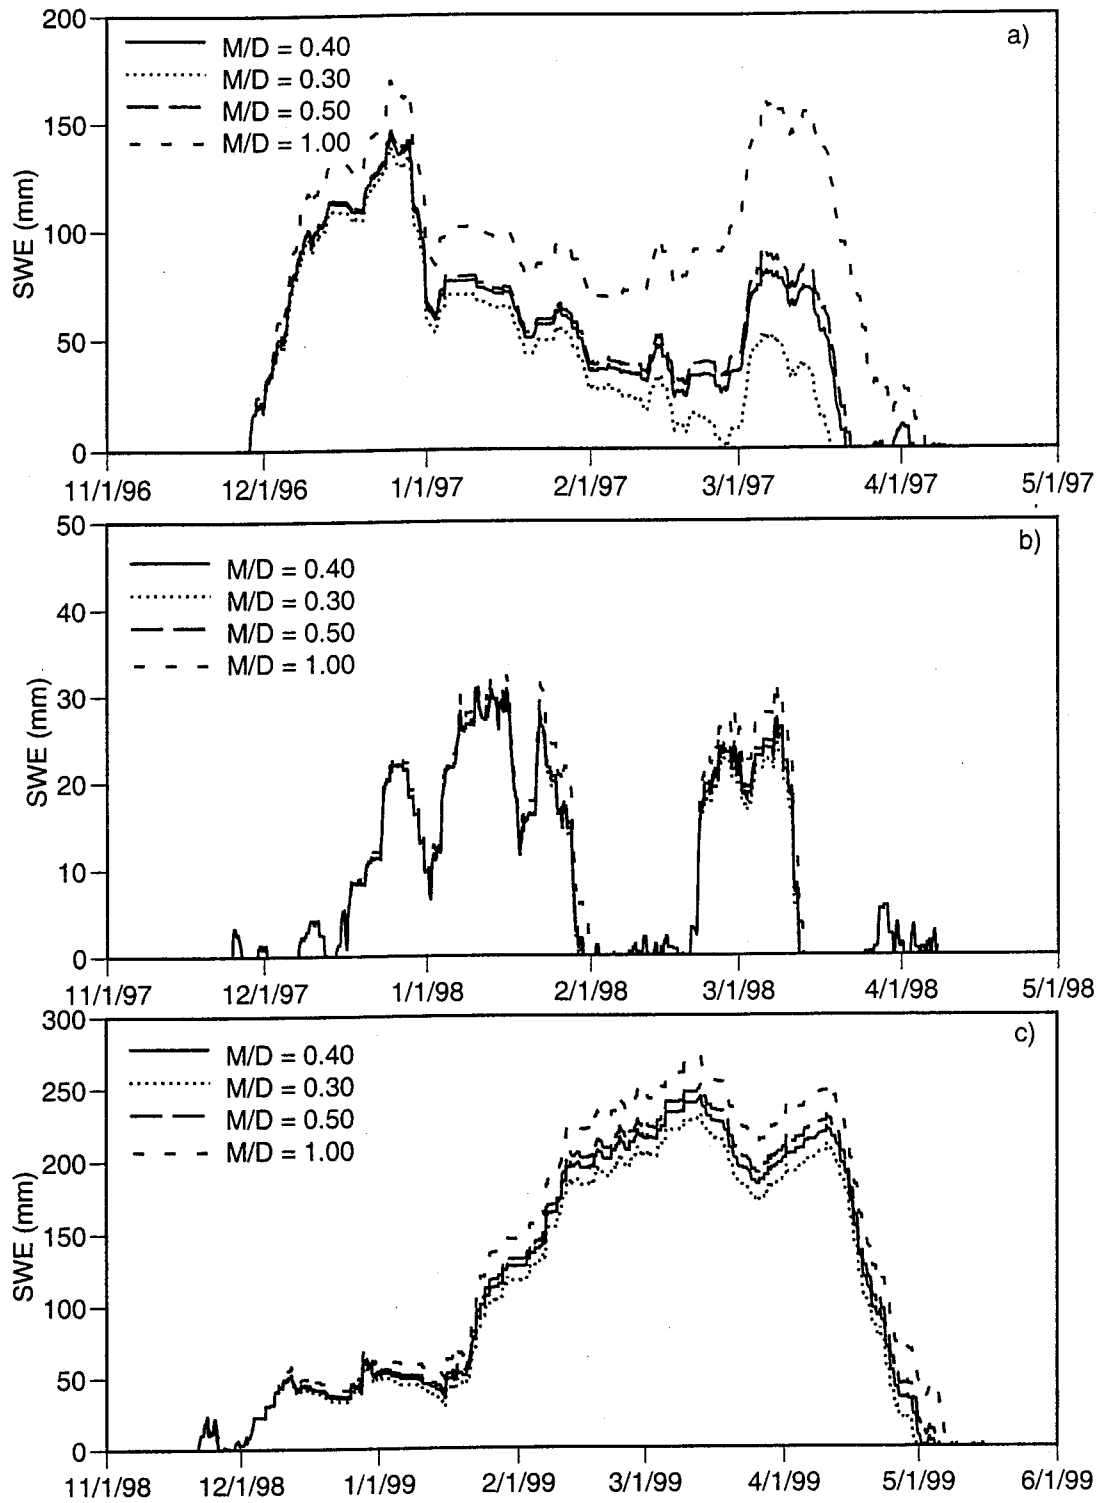 200
150
100
50
0
SWE (mm)
M/D = 0.40
M/D = 0.30
M/D = 0.50
M/D = 1.00
a)
11/1/96 12/1/96 1/1/97 2/1/97 3/1/97 4/1/97 5/1/97
50
40
30
20
10
0
SWE (mm)
M/D = 0.40
M/D = 0.30
M/D = 0.50
M/D = 1.00
b)
11/1/97 12/1/97 1/1/98 2/1/98 3/1/98 4/1/98 5/1/98
300
250
200
150
100
50
0
SWE (mm)
M/D = 0.40
M/D = 0.30
M/D = 0.50
M/D = 1.00
c)
11/1/98 12/1/98 1/1/99 2/1/99 3/1/99 4/1/99 5/1/99 6/1/99